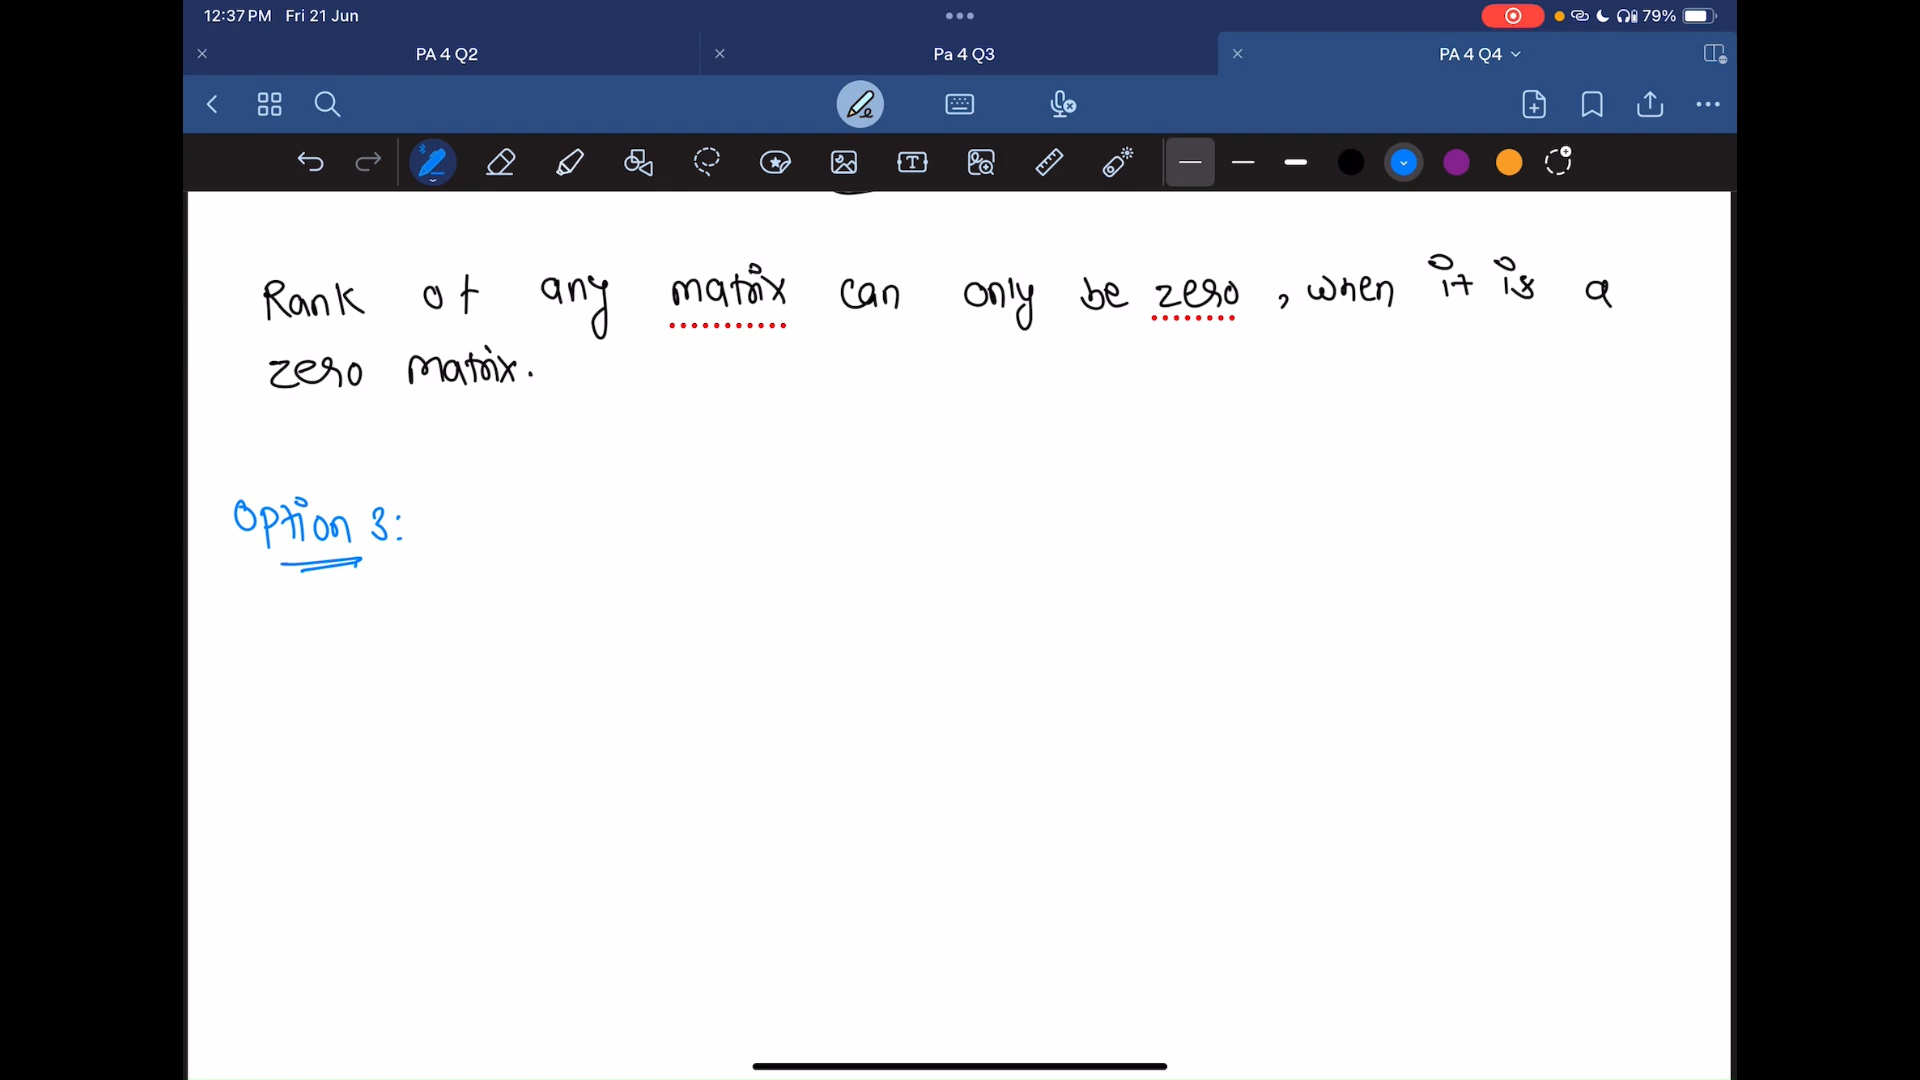 12:37 PM Fri 21 Jun
79%
PA 4 Q2
Pa 4 Q3
PA 4 Q4
Rank of any matrix can only be zero, when it is a
zero matrix.
Option 3: